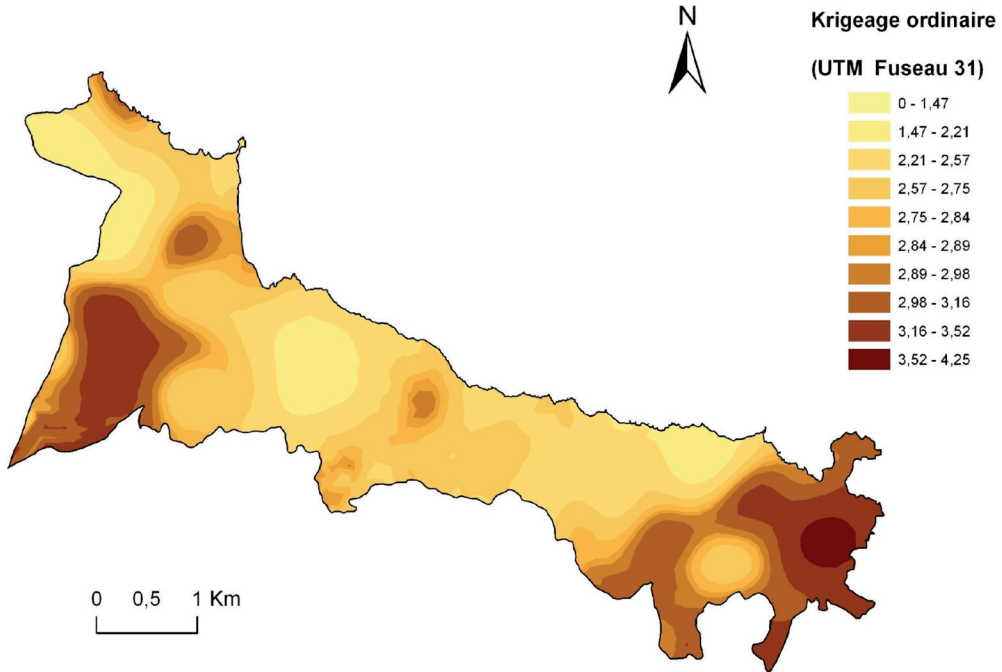 N
Krigeage ordinaire
(UTM Fuseau 31)
0 - 1,47
1,47 - 2,21
2,21 - 2,57
2,57 - 2,75
2,75 - 2,84
2,84 - 2,89
2,89 - 2,98
2,98 - 3,16
3,16 - 3,52
3,52 - 4,25
0 0,5 1 Km